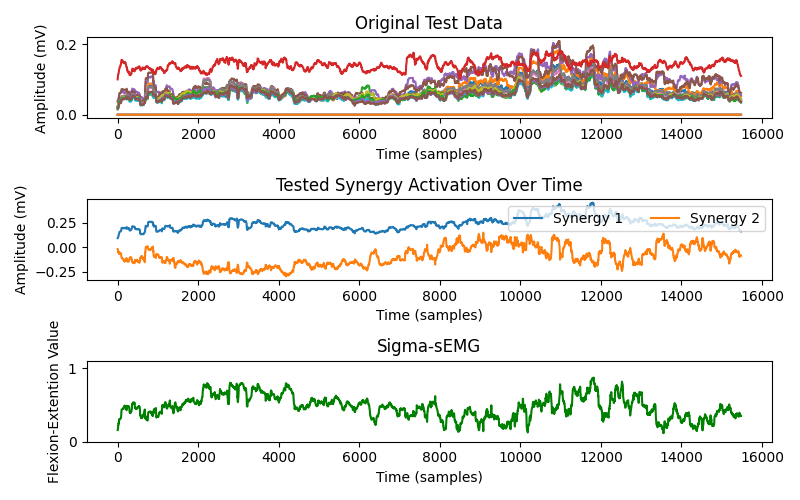 Original Test Data
Amplitude (mV)
0.2
0.0
0 2000 4000 6000 8000 10000 12000 14000 16000
Time (samples)
Tested Synergy Activation Over Time
Amplitude (mV)
0.25
0.00
−0.25
Synergy 1 Synergy 2
0 2000 4000 6000 8000 10000 12000 14000 16000
Time (samples)
Sigma-sEMG
Flexion-Extention Value
1
0
0 2000 4000 6000 8000 10000 12000 14000 16000
Time (samples)